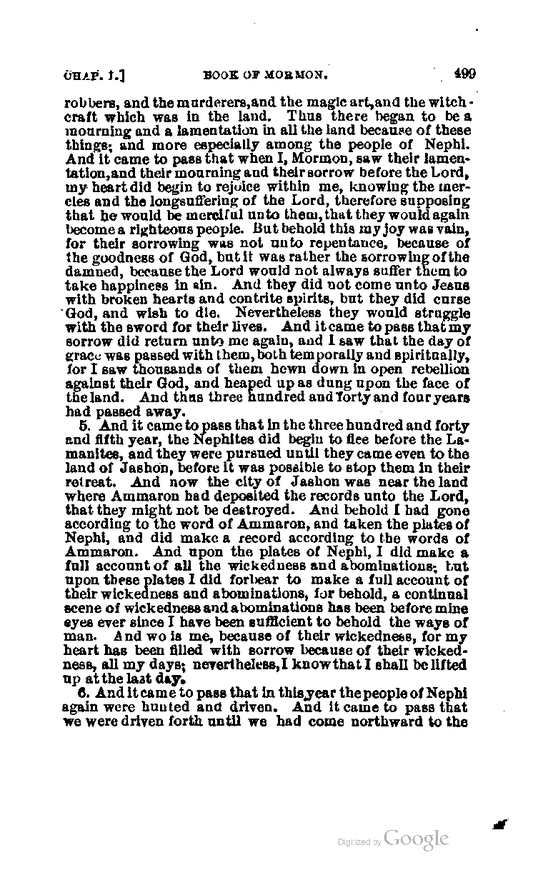 CHAP. I.] BOOK OF MORMON. 499
robbers, and the murderers, and the magic art, and the witch-
craft which was in the land. Thus there began to be a
mourning and a lamentation in all the land because of these
things; and more especially among the people of Nephi.
And it came to pass that when I, Mormon, saw their lamen-
tation, and their mourning and their sorrow before the Lord,
my heart did begin to rejoice within me, knowing the mer-
cies and the longsuffering of the Lord, therefore supposing
that he would be merciful unto them, that they would again
become a righteous people. But behold this my joy was vain,
for their sorrowing was not unto repentance, because of
the goodness of God, but it was rather the sorrowing of the
damned, because the Lord would not always suffer them to
take happiness in sin. And they did not come unto Jesus
with broken hearts and contrite spirits, but they did curse
God, and wish to die. Nevertheless they would struggle
with the sword for their lives. And it came to pass that my
sorrow did return unto me again, and I saw that the day of
grace was passed with them, both temporally and spiritually,
for I saw thousands of them hewn down in open rebellion
against their God, and heaped up as dung upon the face of
the land. And thus three hundred and forty and four years
had passed away.
5. And it came to pass that in the three hundred and forty
and fifth year, the Nephites did begin to flee before the La-
manites, and they were pursued until they came even to the
land of Jashon, before it was possible to stop them in their
retreat. And now the city of Jashon was near the land
where Ammaron had deposited the records unto the Lord,
that they might not be destroyed. And behold I had gone
according to the word of Ammaron, and taken the plates of
Nephi, and did make a record according to the words of
Ammaron. And upon the plates of Nephi, I did make a
full account of all the wickedness and abominations; but
upon these plates I did forbear to make a full account of
their wickedness and abominations, for behold, a continual
scene of wickedness and abominations has been before mine
eyes ever since I have been sufficient to behold the ways of
man. And wo is me, because of their wickedness, for my
heart has been filled with sorrow because of their wicked-
ness, all my days; nevertheless, I know that I shall be lifted
up at the last day.
6. And it came to pass that in this year the people of Nephi
again were hunted and driven. And it came to pass that
we were driven forth until we had come northward to the
Digitized by Google